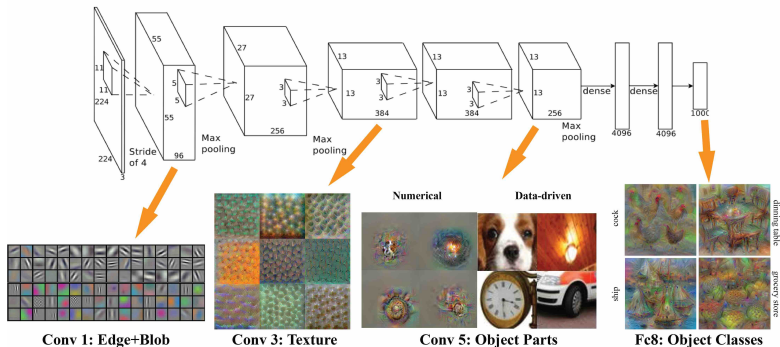 55
27
13
13
13
11
11
5
5
3
3
3
3
3
3
224
55
27
13
13
13
384
384
256
dense
dense
256
1000
4096
4096
96
224
3
Stride
of 4
Max
pooling
Max
pooling
Max
pooling
Numerical
Data-driven
cock
ship
dinning table
grocery store
Conv 1: Edge+Blob
Conv 3: Texture
Conv 5: Object Parts
Fc8: Object Classes